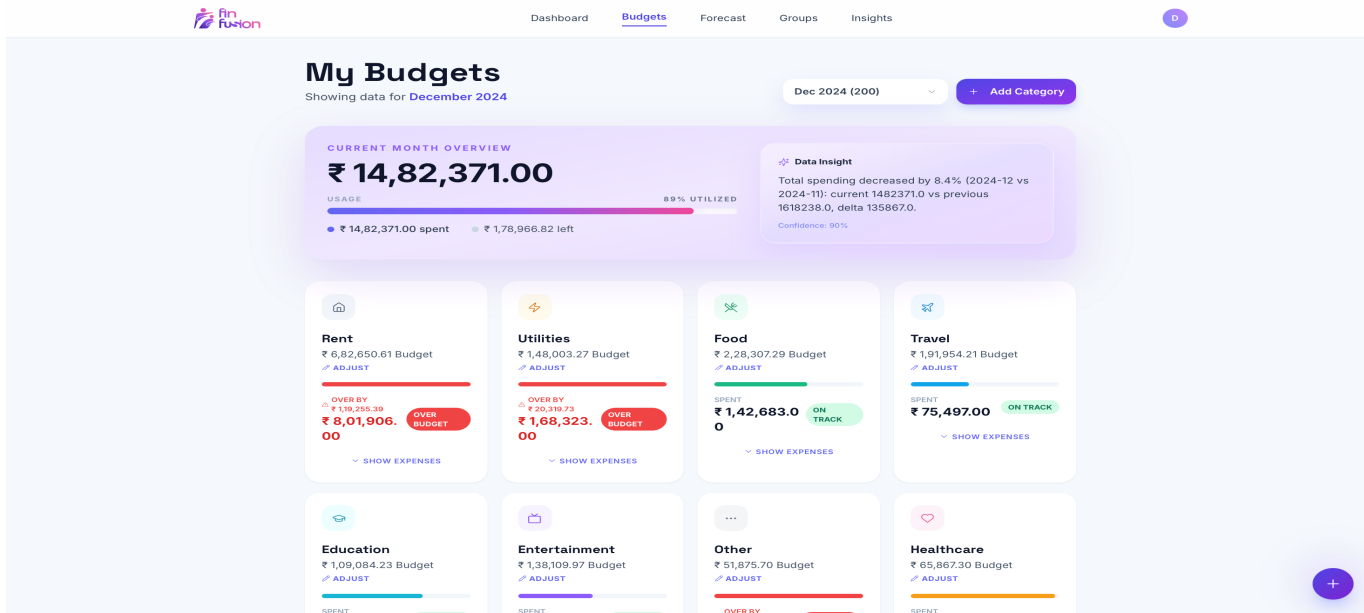 fin
fusion
Dashboard
Budgets
Forecast
Groups
Insights
D
My Budgets
Showing data for December 2024
Dec 2024 (200)
+ Add Category
CURRENT MONTH OVERVIEW
₹ 14,82,371.00
USAGE
89% UTILIZED
₹ 14,82,371.00 spent
₹ 1,78,966.82 left
Data Insight
Total spending decreased by 8.4% (2024-12 vs
2024-11): current 1482371.0 vs previous
1618238.0, delta 135867.0.
Confidence: 90%
Rent
₹ 6,82,650.61 Budget
ADJUST
OVER BY
₹ 1,19,255.39
₹ 8,01,906.
00
OVER
BUDGET
SHOW EXPENSES
Utilities
₹ 1,48,003.27 Budget
ADJUST
OVER BY
₹ 20,319.73
₹ 1,68,323.
00
OVER
BUDGET
SHOW EXPENSES
Food
₹ 2,28,307.29 Budget
ADJUST
SPENT
₹ 1,42,683.0
0
ON
TRACK
SHOW EXPENSES
Travel
₹ 1,91,954.21 Budget
ADJUST
SPENT
₹ 75,497.00
ON TRACK
SHOW EXPENSES
Education
₹ 1,09,084.23 Budget
ADJUST
SPENT
Entertainment
₹ 1,38,109.97 Budget
ADJUST
SPENT
Other
₹ 51,875.70 Budget
ADJUST
OVER BY
Healthcare
₹ 65,867.30 Budget
ADJUST
SPENT
+